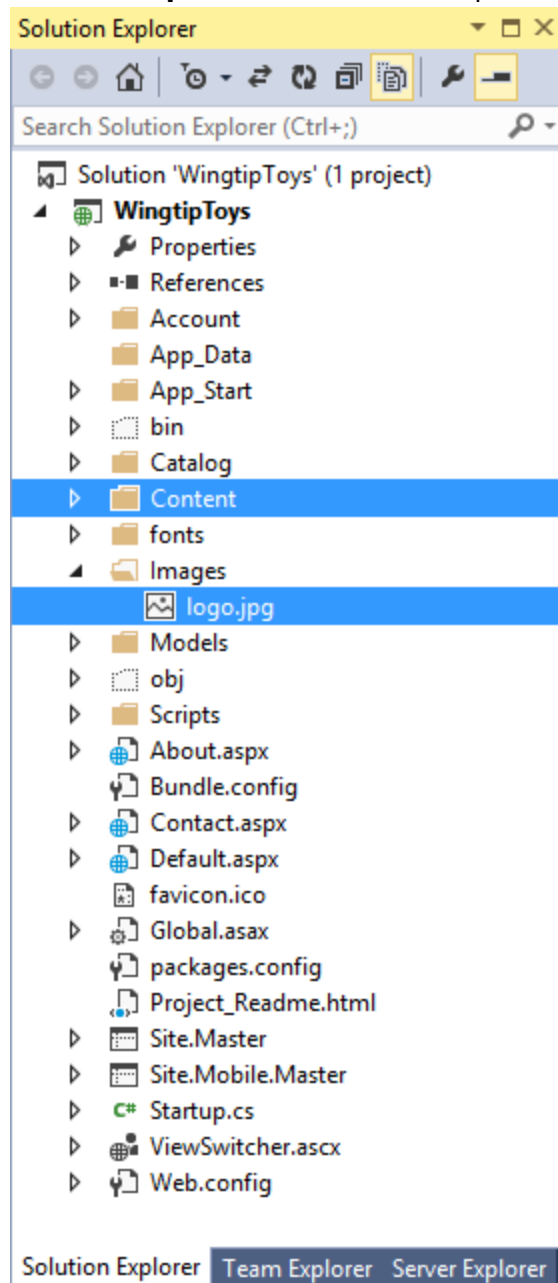 Solution Explorer
Search Solution Explorer (Ctrl+;)
Solution 'WingtipToys' (1 project)
WingtipToys
Properties
References
Account
App_Data
App_Start
bin
Catalog
Content
fonts
Images
logo.jpg
Models
obj
Scripts
About.aspx
Bundle.config
Contact.aspx
Default.aspx
favicon.ico
Global.asax
packages.config
Project_Readme.html
Site.Master
Site.Mobile.Master
C# Startup.cs
ViewSwitcher.ascx
Web.config
Solution Explorer Team Explorer Server Explorer